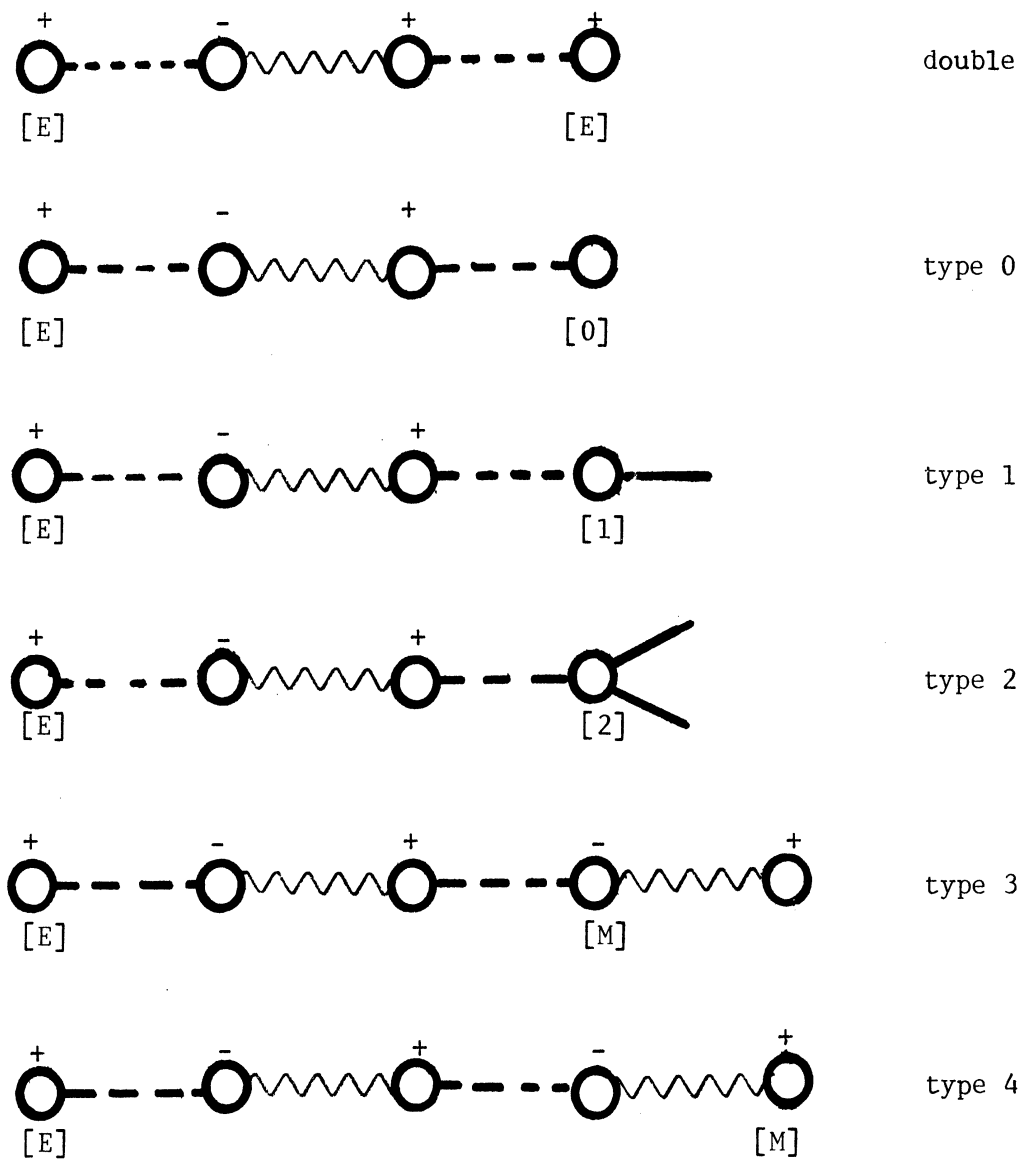 + - + +
double
[E] [E]
+ - +
type 0
[E] [0]
+ - +
type 1
[E] [1]
+ - +
type 2
[E] [2]
+ - + - +
type 3
[E] [M]
+ - + - +
type 4
[E] [M]